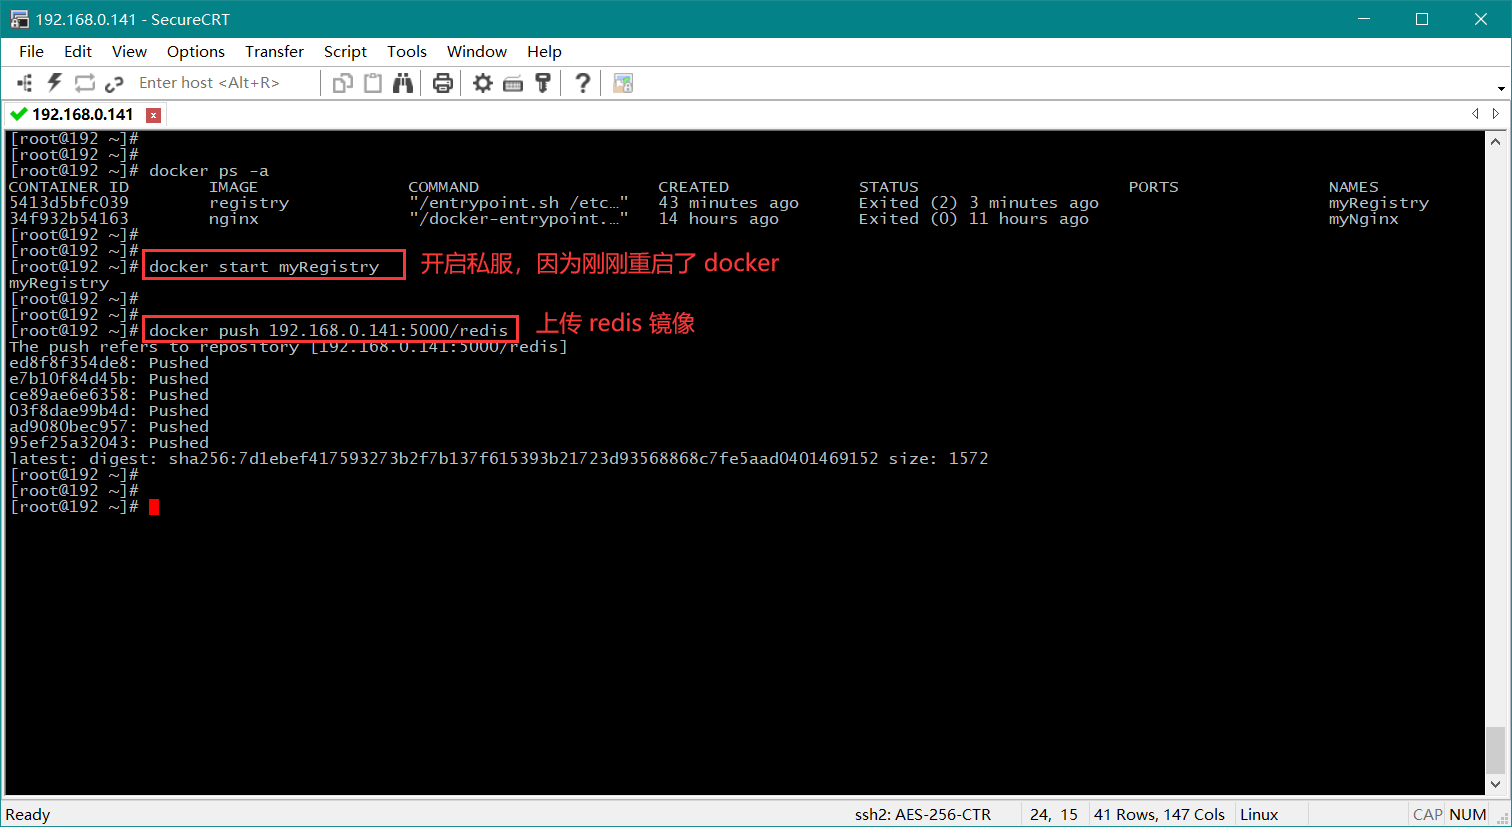 192.168.0.141 - SecureCRT
File Edit View Options Transfer Script Tools Window Help
Enter host <Alt+R>
192.168.0.141
[root@192 ~]#
[root@192 ~]#
[root@192 ~]# docker ps -a
CONTAINER ID IMAGE COMMAND CREATED STATUS PORTS NAMES
5413d5bfc039 registry "/entrypoint.sh /etc…" 43 minutes ago Exited (2) 3 minutes ago myRegistry
34f932b54163 nginx "/docker-entrypoint.…" 14 hours ago Exited (0) 11 hours ago myNginx
[root@192 ~]#
[root@192 ~]#
[root@192 ~]# docker start myRegistry 开启私服，因为刚刚重启了 docker
myRegistry
[root@192 ~]#
[root@192 ~]#
[root@192 ~]# docker push 192.168.0.141:5000/redis 上传 redis 镜像
The push refers to repository [192.168.0.141:5000/redis]
ed8f8f354de8: Pushed
e7b10f84d45b: Pushed
ce89ae6e6358: Pushed
03f8dae99b4d: Pushed
ad9080bec957: Pushed
95ef25a32043: Pushed
latest: digest: sha256:7d1ebef417593273b2f7b137f615393b21723d93568868c7fe5aad0401469152 size: 1572
[root@192 ~]#
[root@192 ~]#
[root@192 ~]#
Ready ssh2: AES-256-CTR 24, 15 41 Rows, 147 Cols Linux CAP NUM